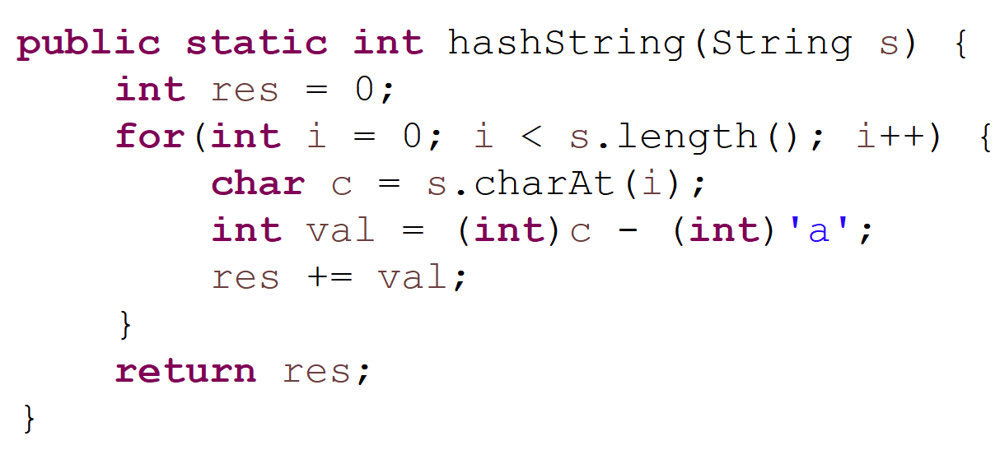 public static int hashString(String s) {
    int res = 0;
    for(int i = 0; i < s.length(); i++) {
        char c = s.charAt(i);
        int val = (int)c - (int)'a';
        res += val;
    }
    return res;
}